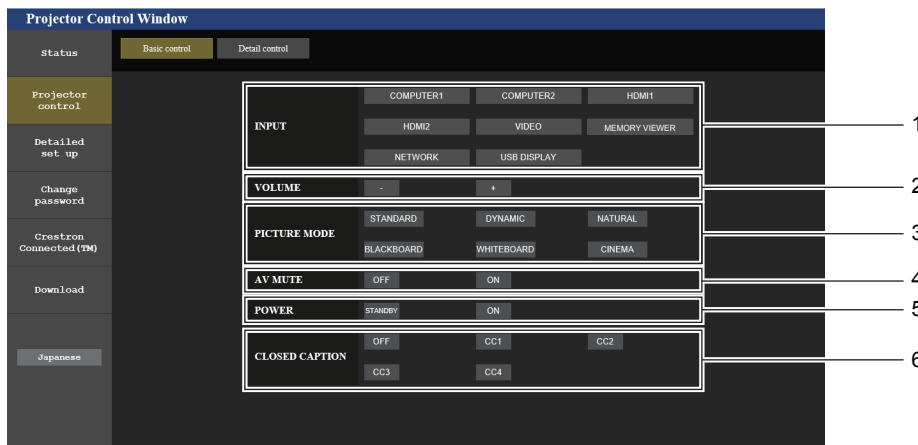 Projector Control Window
Status
Basic control
Detail control
Projector
control
Detailed
set up
Change
password
Crestron
Connected(TM)
Download
Japanese
INPUT
COMPUTER1 COMPUTER2 HDMI1
HDMI2 VIDEO MEMORY VIEWER
NETWORK USB DISPLAY
1
VOLUME - +
2
PICTURE MODE
STANDARD DYNAMIC NATURAL
BLACKBOARD WHITEBOARD CINEMA
3
AV MUTE OFF ON
4
POWER STANDBY ON
5
CLOSED CAPTION
OFF CC1 CC2
CC3 CC4
6